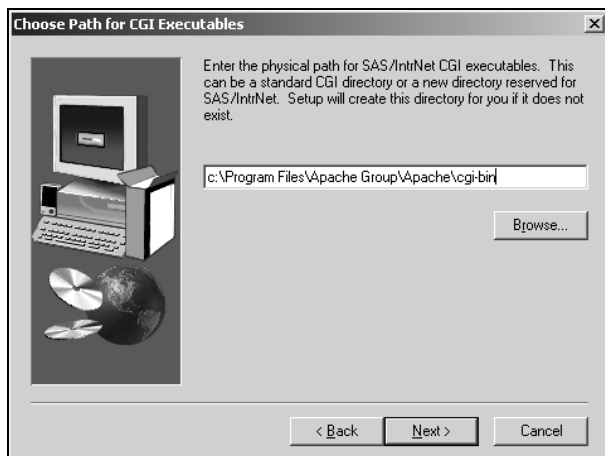 Choose Path for CGI Executables
Enter the physical path for SAS/IntrNet CGI executables. This
can be a standard CGI directory or a new directory reserved for
SAS/IntrNet. Setup will create this directory for you if it does not
exist.
c:\Program Files\Apache Group\Apache\cgi-bin
Browse...
< Back
Next >
Cancel